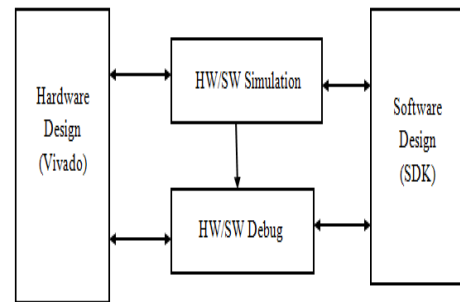 Hardware
Design
(Vivado)
HW/SW Simulation
HW/SW Debug
Software
Design
(SDK)